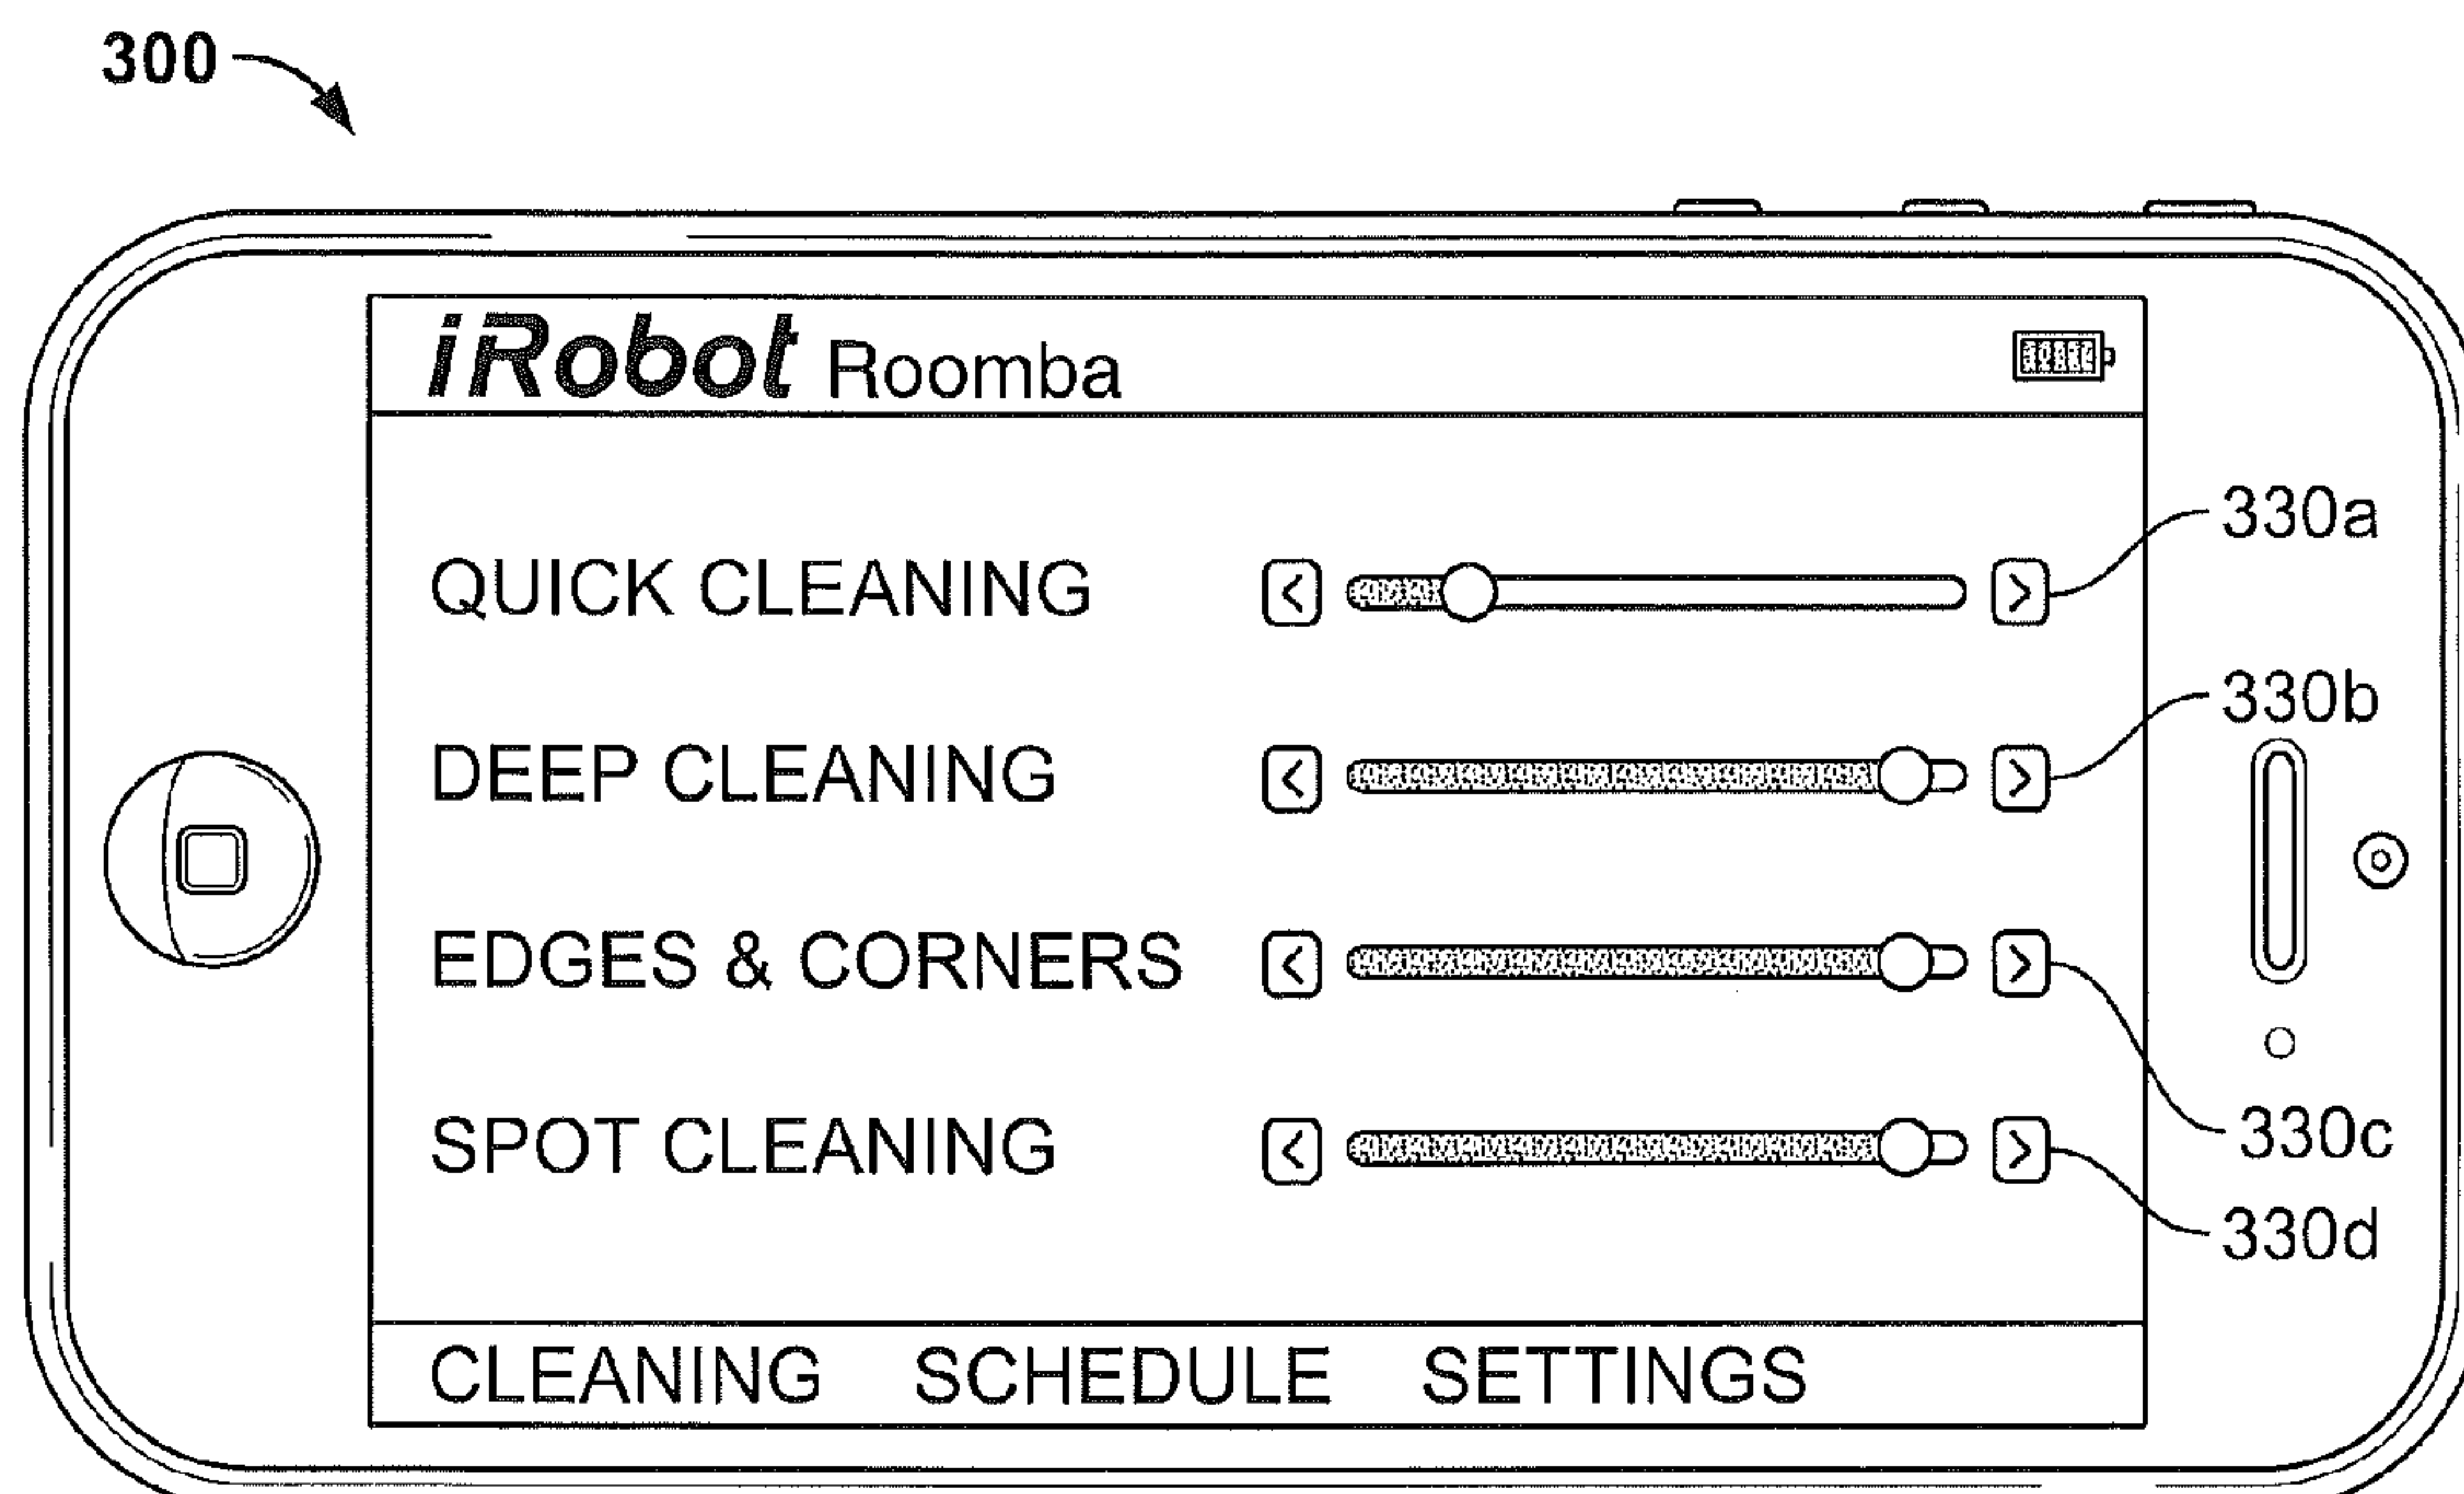 300
iRobot Roomba
330a
QUICK CLEANING < >
330b
DEEP CLEANING < >
EDGES & CORNERS < >
330c
SPOT CLEANING < >
330d
CLEANING SCHEDULE SETTINGS